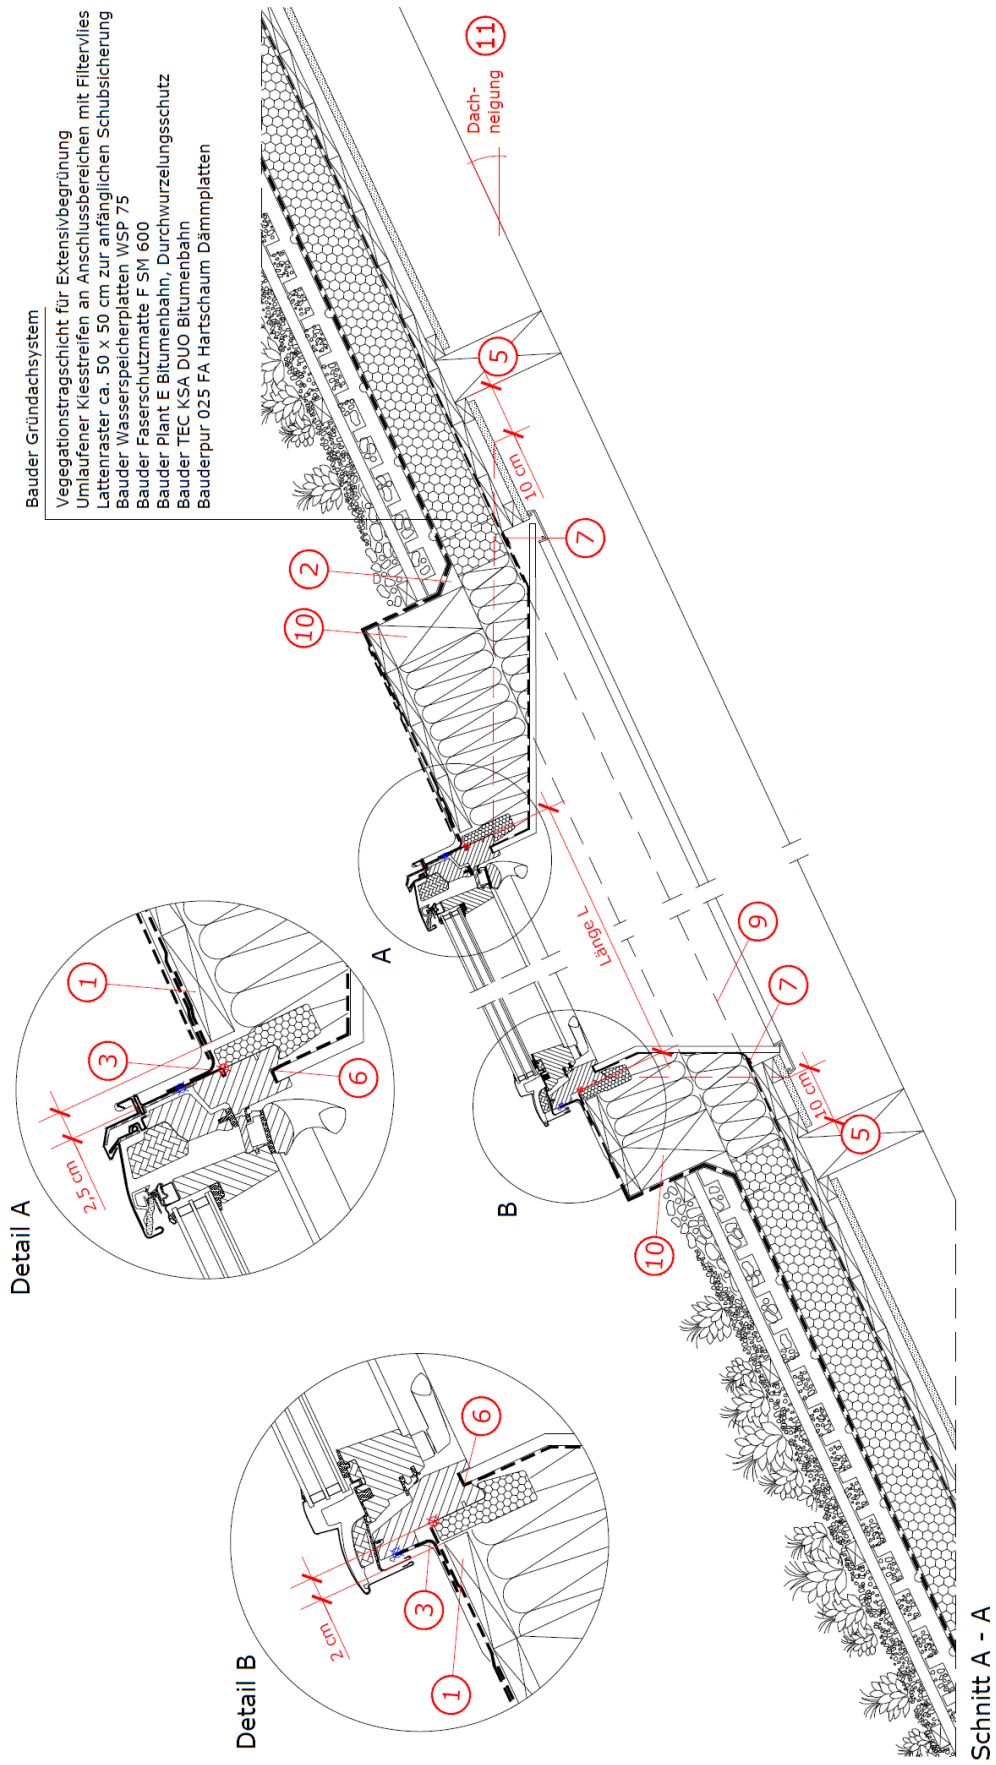 Bauder Gründachsystem
Vegegationstragschicht für Extensivbegrünung
Umlaufener Kiesstreifen an Anschlussbereichen mit Filtervlies
Lattenraster ca. 50 x 50 cm zur anfänglichen Schubsicherung
Bauder Wasserspeicherplatten WSP 75
Bauder Faserschutzmatte F SM 600
Bauder Plant E Bitumenbahn, Durchwurzelungsschutz
Bauder TEC KSA DUO Bitumenbahn
Bauderpur 025 FA Hartschaum Dämmplatten
Detail A
2,5 cm
3
1
6
Detail B
2 cm
3
1
6
A
B
10
2
7
10 cm
5
Dach-
neigung
11
Länge L
9
7
10 cm
5
10
Schnitt A - A